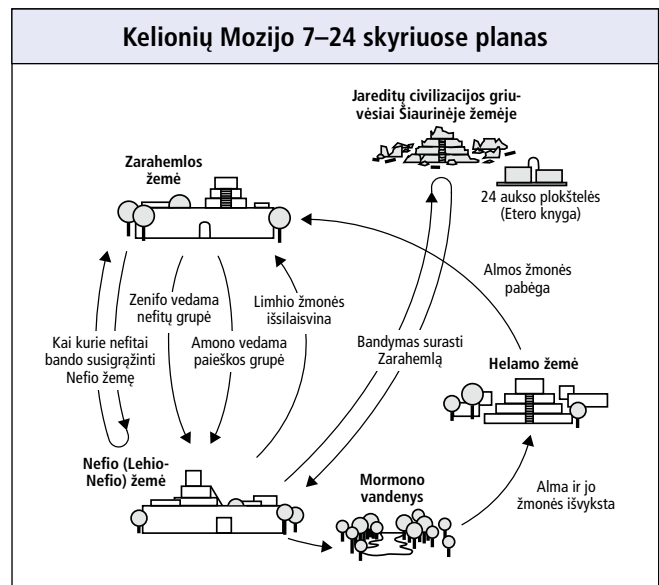 Kelionių Mozijo 7–24 skyriuose planas
Jareditų civilizacijos griu-
vėsiai Šiaurinėje žemėje
Zarahemlos
žemė
24 aukso plokštelės
(Etero knyga)
Almos žmonės
pabėga
Zenifo vedama
nefitų grupė
Limhio žmonės
išsilaisvina
Kai kurie nefitai
bando susigrąžinti
Nefio žemę
Amono vedama
paieškos grupė
Bandymas surasti
Zarahemlą
Helamo žemė
Nefio (Lehio-
Nefio) žemė
Mormono
vandenys
Alma ir jo
žmonės išvyksta